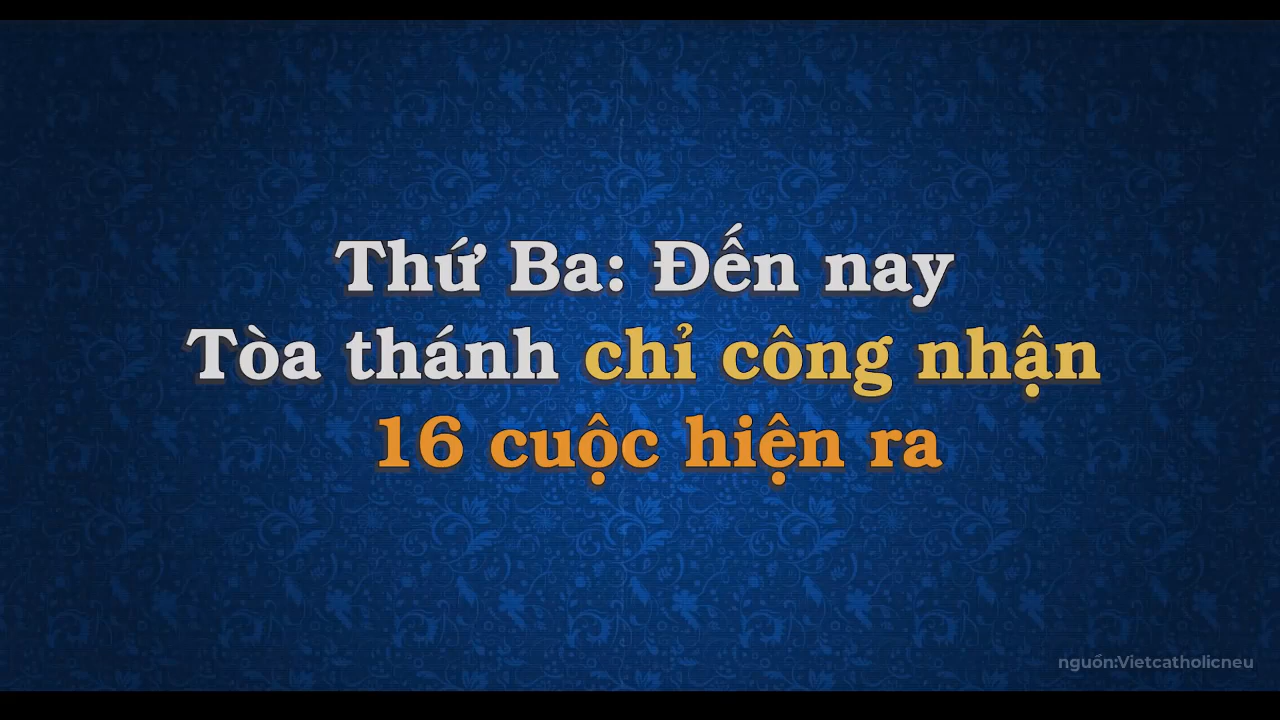 Thứ Ba: Đến nay
Tòa thánh chỉ công nhận
16 cuộc hiện ra
nguồn:Vietcatholicneu